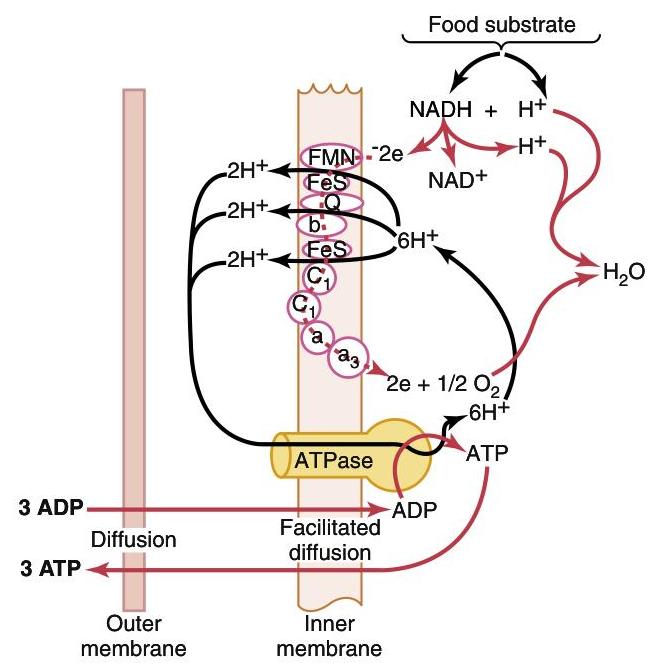 Food substrate
NADH + H+
FMN
-2e
H+
2H+
FeS
NAD+
Q
2H+
b
6H+
2H+
FeS
H2O
C1
C1
a
a3
2e + 1/2 O2
6H+
ATPase
ATP
3 ADP
ADP
Diffusion
Facilitated
diffusion
3 ATP
Outer
membrane
Inner
membrane